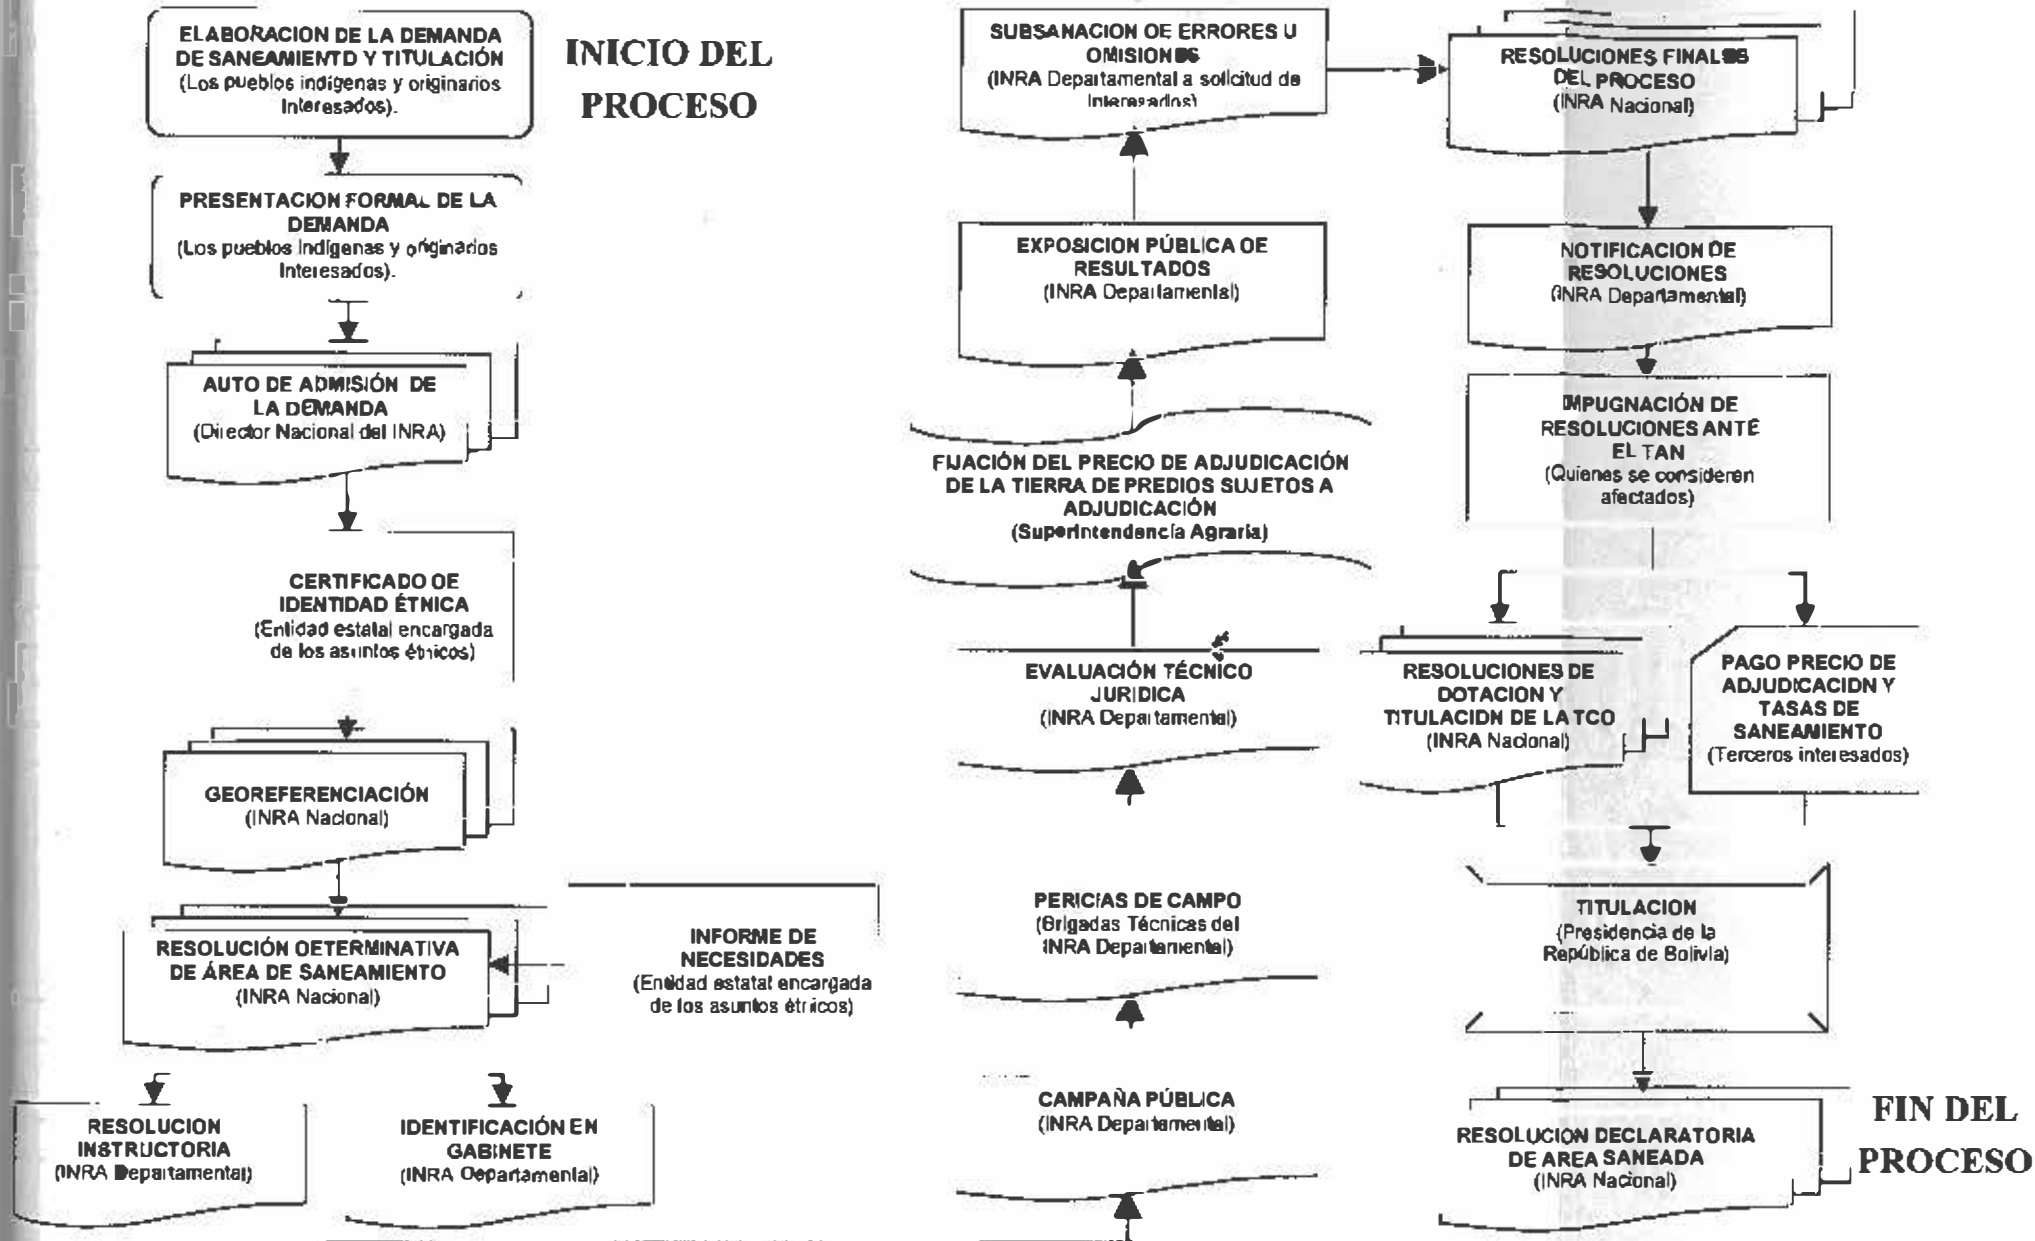 ELABORACION DE LA DEMANDA
DE SANEAMIENTO Y TITULACIÓN
(Los pueblos indígenas y originarios
Interesados).
INICIO DEL
PROCESO
PRESENTACION FORMAL DE LA
DEMANDA
(Los pueblos Indígenas y originarios
Interesados).
AUTO DE ADMISIÓN DE
LA DEMANDA
(Director Nacional del INRA)
CERTIFICADO DE
IDENTIDAD ÉTNICA
(Entidad estatal encargada
de los asuntos étnicos)
GEOREFERENCIACIÓN
(INRA Nacional)
RESOLUCIÓN DETERMINATIVA
DE ÁREA DE SANEAMIENTO
(INRA Nacional)
INFORME DE
NECESIDADES
(Entidad estatal encargada
de los asuntos étnicos)
RESOLUCION
INSTRUCTORIA
(INRA Departamental)
IDENTIFICACIÓN EN
GABINETE
(INRA Departamental)
SUBSANACION DE ERRORES U
OMISIONES
(INRA Departamental a solicitud de
Interesados)
EXPOSICION PÚBLICA DE
RESULTADOS
(INRA Departamental)
FIJACIÓN DEL PRECIO DE ADJUDICACIÓN
DE LA TIERRA DE PREDIOS SUJETOS A
ADJUDICACIÓN
(Superintendencia Agraria)
EVALUACIÓN TÉCNICO
JURIDICA
(INRA Departamental)
PERICIAS DE CAMPO
(Brigadas Técnicas del
INRA Departamental)
CAMPAÑA PÚBLICA
(INRA Departamental)
RESOLUCIONES FINALES
DEL PROCESO
(INRA Nacional)
NOTIFICACION DE
RESOLUCIONES
(INRA Departamental)
IMPUGNACIÓN DE
RESOLUCIONES ANTE
EL TAN
(Quienes se consideren
afectados)
RESOLUCIONES DE
DOTACION Y
TITULACION DE LA TCO
(INRA Nacional)
PAGO PRECIO DE
ADJUDICACION Y
TASAS DE
SANEAMIENTO
(Terceros interesados)
TITULACION
(Presidencia de la
República de Bolivia)
RESOLUCION DECLARATORIA
DE AREA SANEADA
(INRA Nacional)
FIN DEL
PROCESO